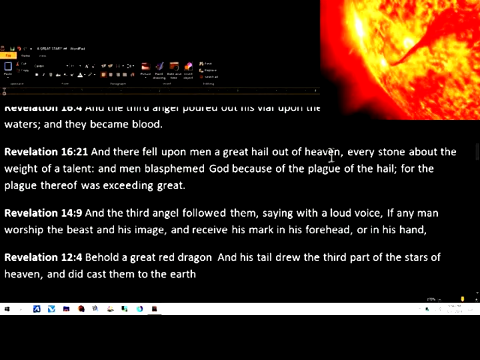 A GREAT START
WordPad
Revelation 16:4 And the third angel poured out his vial upon the
waters; and they became blood.
Revelation 16:21 And there fell upon men a great hail out of heaven, every stone about the
weight of a talent: and men blasphemed God because of the plague of the hail; for the
plague thereof was exceeding great.
Revelation 14:9 And the third angel followed them, saying with a loud voice, If any man
worship the beast and his image, and receive his mark in his forehead, or in his hand,
Revelation 12:4 Behold a great red dragon And his tail drew the third part of the stars of
heaven, and did cast them to the earth